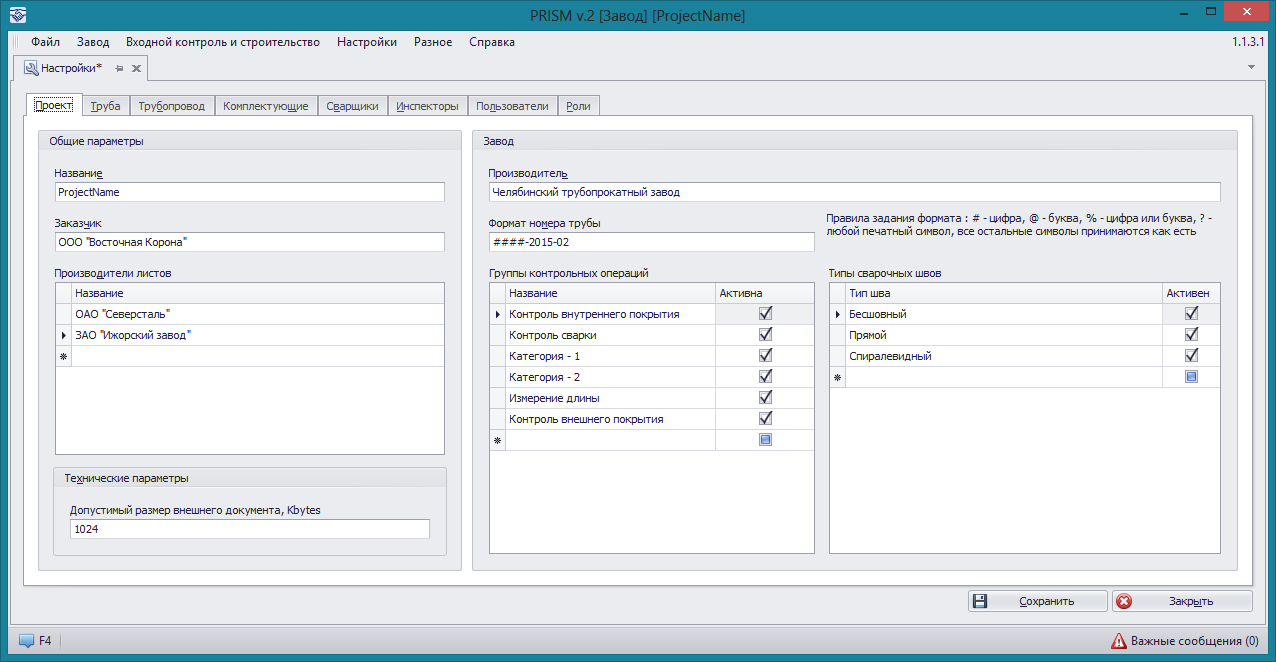 PRISM v.2 [Завод] [ProjectName]
Файл Завод Входной контроль и строительство Настройки Разное Справка 1.1.3.1
Настройки*
Проект Труба Трубопровод Комплектующие Сварщики Инспекторы Пользователи Роли
Общие параметры
Название
ProjectName
Заказчик
ООО "Восточная Корона"
Производители листов
Название
ОАО "Северсталь"
ЗАО "Ижорский завод"
Технические параметры
Допустимый размер внешнего документа, Kbytes
1024
Завод
Производитель
Челябинский трубопрокатный завод
Формат номера трубы
####-2015-02
Правила задания формата : # - цифра, @ - буква, % - цифра или буква, ? -
любой печатный символ, все остальные символы принимаются как есть
Группы контрольных операций
Название Активна
Контроль внутреннего покрытия
Контроль сварки
Категория - 1
Категория - 2
Измерение длины
Контроль внешнего покрытия
Типы сварочных швов
Тип шва Активен
Бесшовный
Прямой
Спиралевидный
Сохранить Закрыть
F4 Важные сообщения (0)